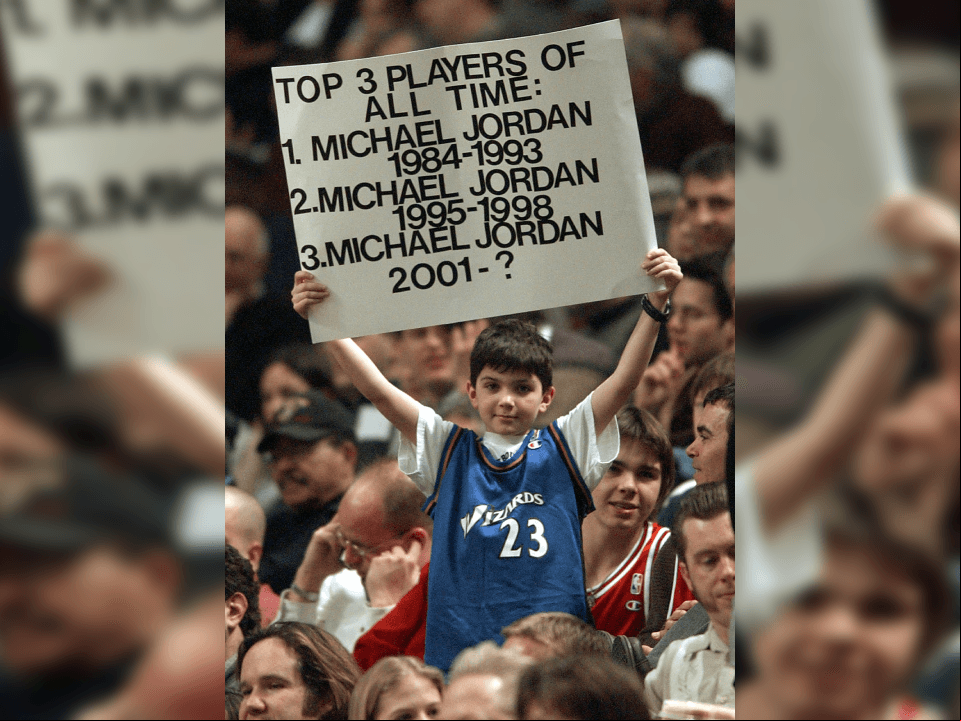 TOP 3 PLAYERS OF
ALL TIME:
1. MICHAEL JORDAN
1984-1993
2. MICHAEL JORDAN
1995-1998
3. MICHAEL JORDAN
2001-?
WIZARDS
23